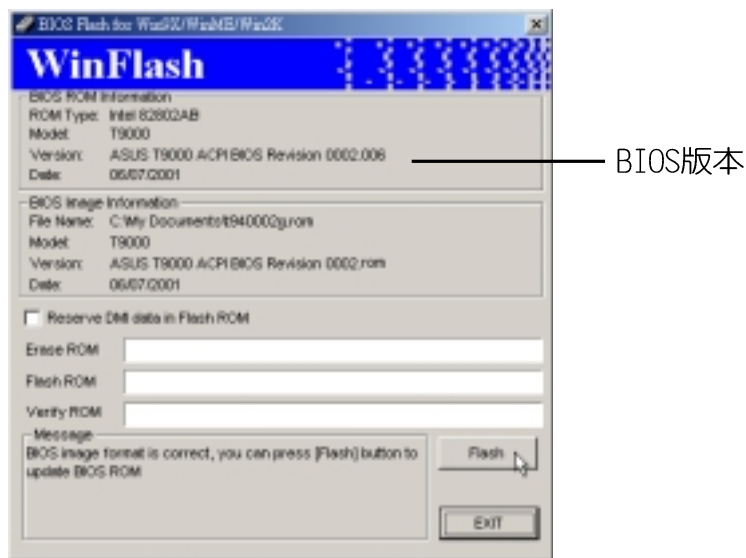 BIOS Flash for Win9X/WinME/Win2K
WinFlash
BIOS ROM Information
ROM Type: Intel 82802AB
Model: T9000
Version: ASUS T9000 ACPI BIOS Revision 0002.006
Date: 06/07/2001
BIOS版本
BIOS Image Information
File Name: C:\My Documents\t940002g.rom
Model: T9000
Version: ASUS T9000 ACPI BIOS Revision 0002.rom
Date: 06/07/2001
Reserve DMI data in Flash ROM
Erase ROM
Flash ROM
Verify ROM
Message
BIOS image format is correct, you can press [Flash] button to
update BIOS ROM
Flash
EXIT